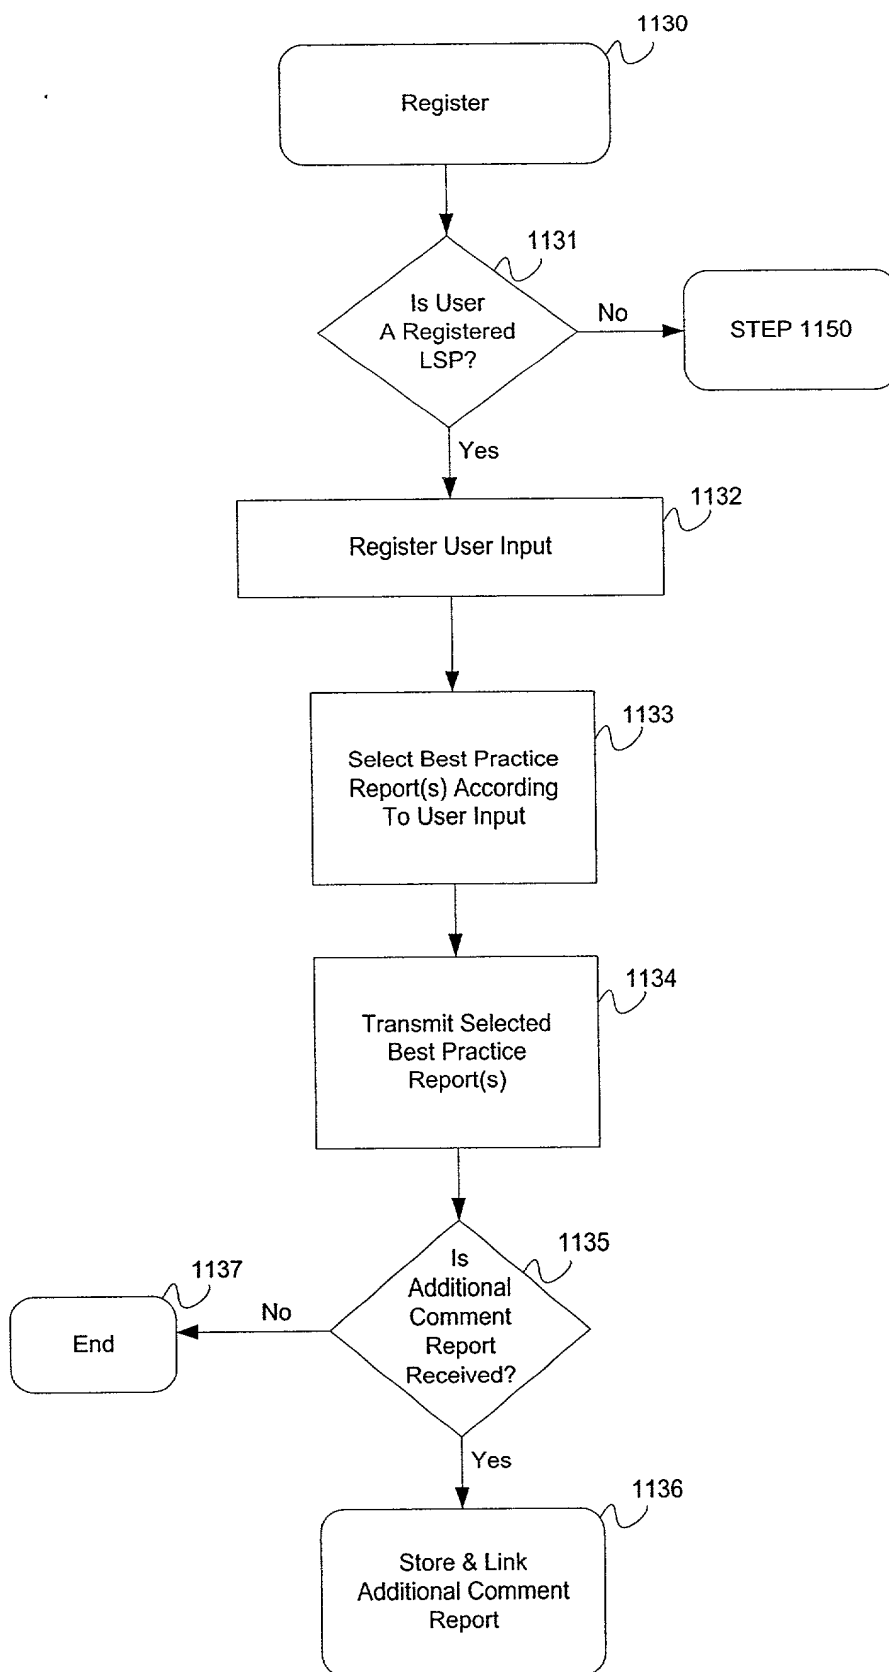 1130
Register
1131
Is User
A Registered
LSP?
No
STEP 1150
Yes
1132
Register User Input
1133
Select Best Practice
Report(s) According
To User Input
1134
Transmit Selected
Best Practice
Report(s)
1135
Is
Additional
Comment
Report
Received?
No
1137
End
Yes
1136
Store & Link
Additional Comment
Report